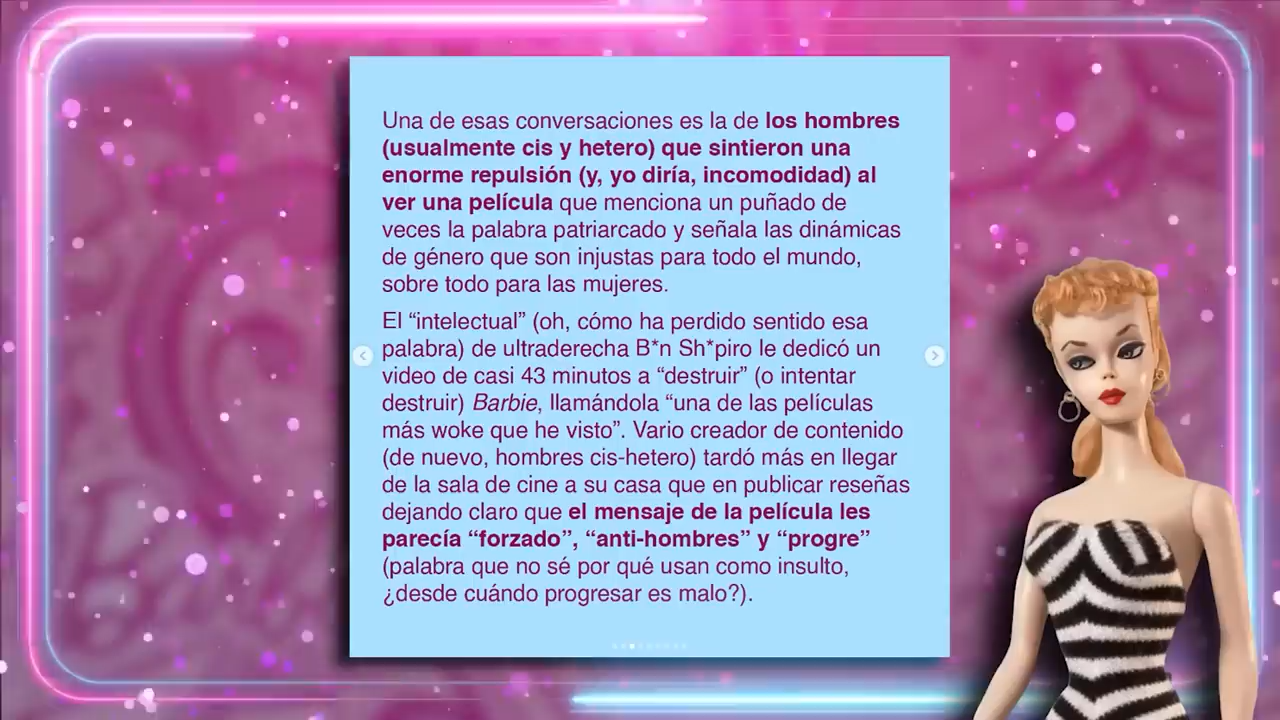 Una de esas conversaciones es la de los hombres
(usualmente cis y hetero) que sintieron una
enorme repulsión (y, yo diría, incomodidad) al
ver una película que menciona un puñado de
veces la palabra patriarcado y señala las dinámicas
de género que son injustas para todo el mundo,
sobre todo para las mujeres.
El “intelectual” (oh, cómo ha perdido sentido esa
palabra) de ultraderecha B*n Sh*piro le dedicó un
video de casi 43 minutos a “destruir” (o intentar
destruir) Barbie, llamándola “una de las películas
más woke que he visto”. Vario creador de contenido
(de nuevo, hombres cis-hetero) tardó más en llegar
de la sala de cine a su casa que en publicar reseñas
dejando claro que el mensaje de la película les
parecía “forzado”, “anti-hombres” y “progre”
(palabra que no sé por qué usan como insulto,
¿desde cuándo progresar es malo?).